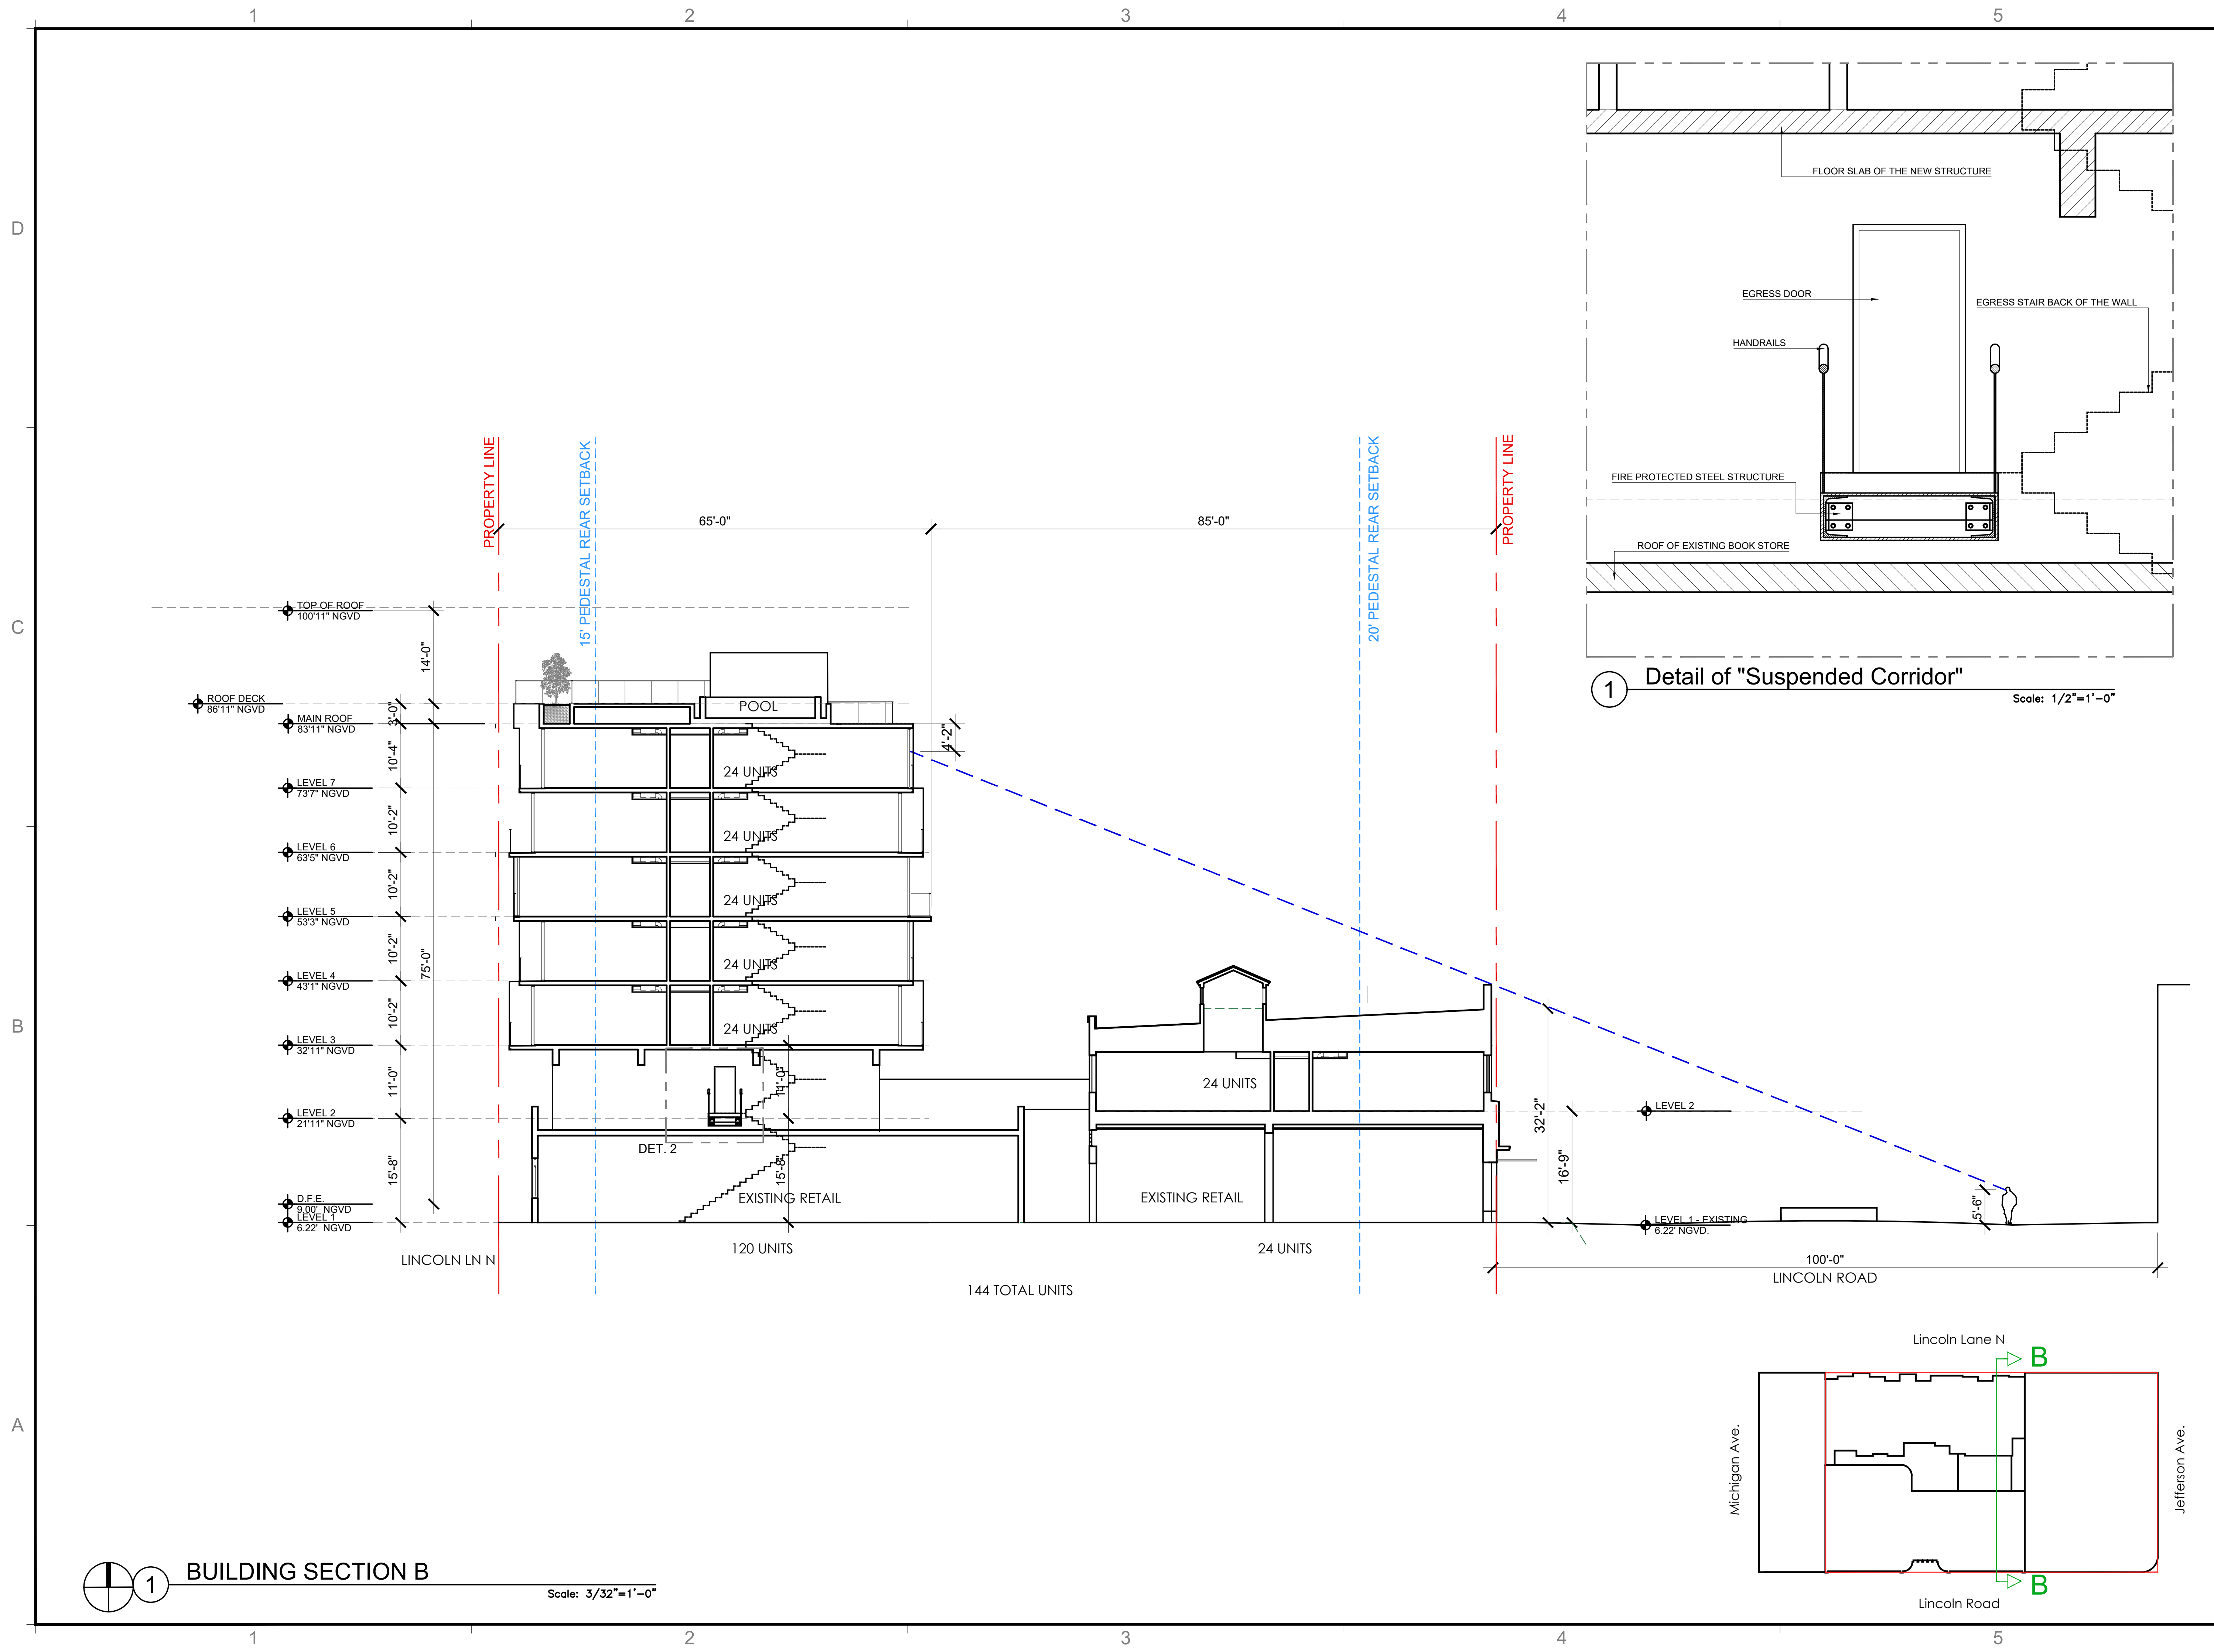 1
2
3
4
5
D
C
B
A
FLOOR SLAB OF THE NEW STRUCTURE
EGRESS DOOR
EGRESS STAIR BACK OF THE WALL
HANDRAILS
FIRE PROTECTED STEEL STRUCTURE
ROOF OF EXISTING BOOK STORE
1
Detail of "Suspended Corridor"
Scale: 1/2"=1'-0"
PROPERTY LINE
15' PEDESTAL REAR SETBACK
20' PEDESTAL REAR SETBACK
PROPERTY LINE
65'-0"
85'-0"
TOP OF ROOF
100'11" NGVD
14'-0"
ROOF DECK
86'11" NGVD
3'-0"
MAIN ROOF
83'11" NGVD
10'-4"
LEVEL 7
73'7" NGVD
10'-2"
LEVEL 6
63'5" NGVD
10'-2"
LEVEL 5
53'3" NGVD
10'-2"
75'-0"
LEVEL 4
43'1" NGVD
10'-2"
LEVEL 3
32'11" NGVD
11'-0"
LEVEL 2
21'11" NGVD
15'-8"
D.F.E.
9.00' NGVD
LEVEL 1
6.22' NGVD
POOL
4'-2"
24 UNITS
24 UNITS
24 UNITS
24 UNITS
24 UNITS
11'-0"
DET. 2
15'-8"
EXISTING RETAIL
24 UNITS
EXISTING RETAIL
32'-2"
16'-9"
LEVEL 2
LEVEL 1 - EXISTING
6.22' NGVD.
5'-6"
LINCOLN LN N
120 UNITS
24 UNITS
144 TOTAL UNITS
100'-0"
LINCOLN ROAD
Lincoln Lane N
B
Michigan Ave.
Jefferson Ave.
B
Lincoln Road
1
BUILDING SECTION B
Scale: 3/32"=1'-0"
1
2
3
4
5